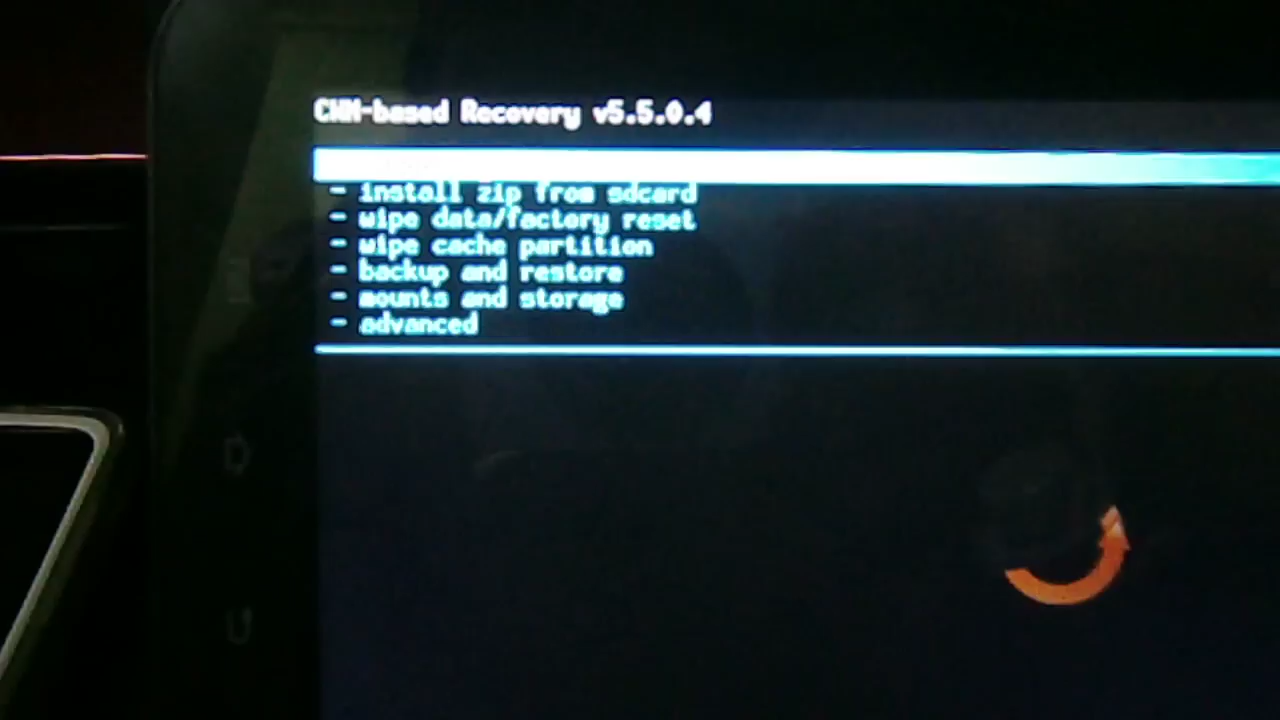 CWM-based Recovery v5.5.0.4
- install zip from sdcard
- wipe data/factory reset
- wipe cache partition
- backup and restore
- mounts and storage
- advanced